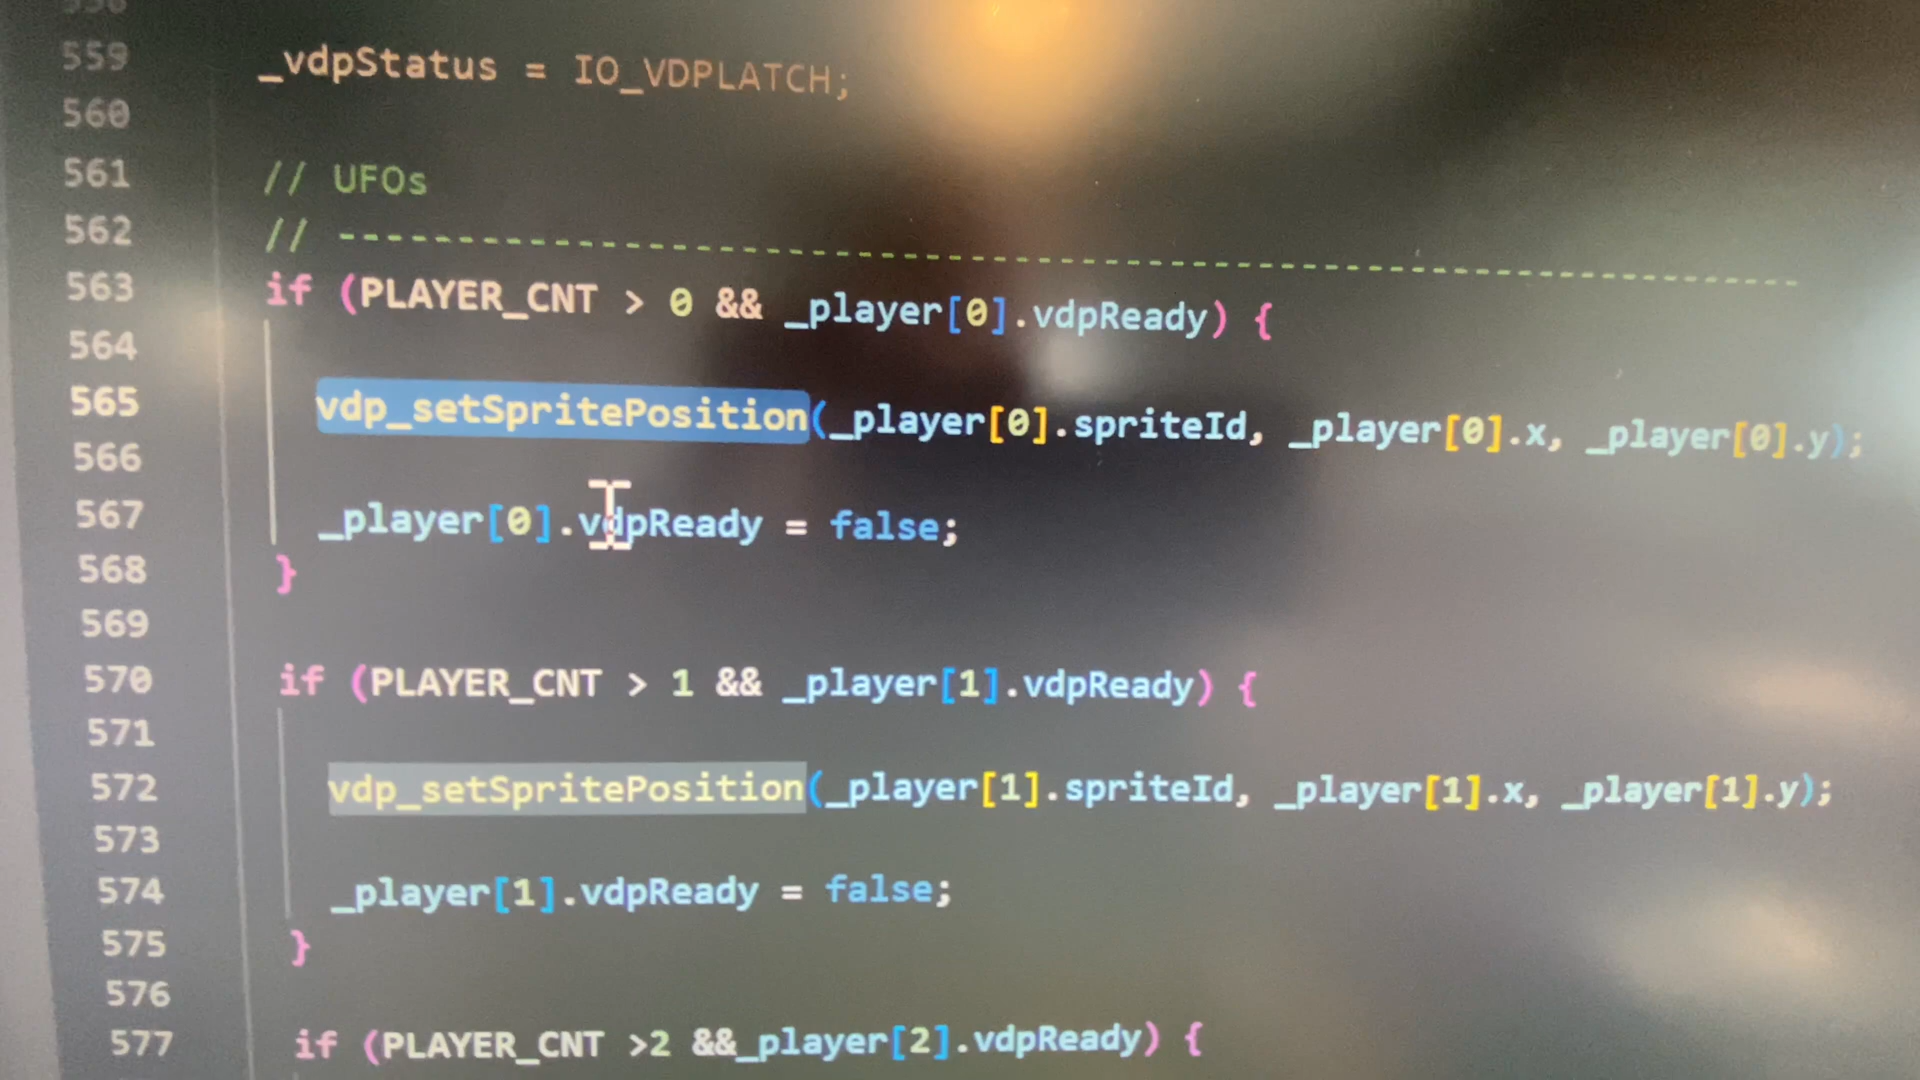 558
559 _vdpStatus = IO_VDPLATCH;
560
561 // UFOs
562 // ----------------------------------------------------------------------
563 if (PLAYER_CNT > 0 && _player[0].vdpReady) {
564
565 vdp_setSpritePosition(_player[0].spriteId, _player[0].x, _player[0].y);
566
567 _player[0].vdpReady = false;
568 }
569
570 if (PLAYER_CNT > 1 && _player[1].vdpReady) {
571
572 vdp_setSpritePosition(_player[1].spriteId, _player[1].x, _player[1].y);
573
574 _player[1].vdpReady = false;
575 }
576
577 if (PLAYER_CNT >2 &&_player[2].vdpReady) {